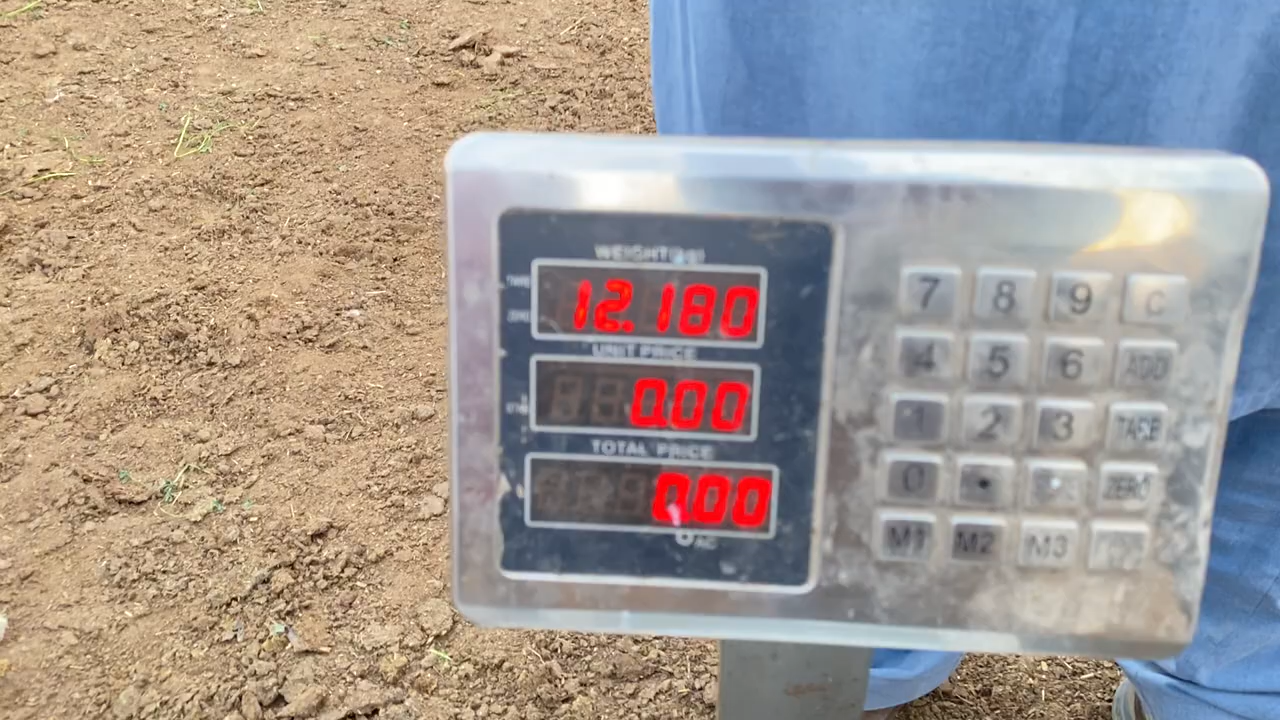 WEIGHT(kg)
12.180
UNIT PRICE
0.00
TOTAL PRICE
0.00
7 8 9 C
4 5 6 ADD
1 2 3 TARE
0 . ZERO
M1 M2 M3